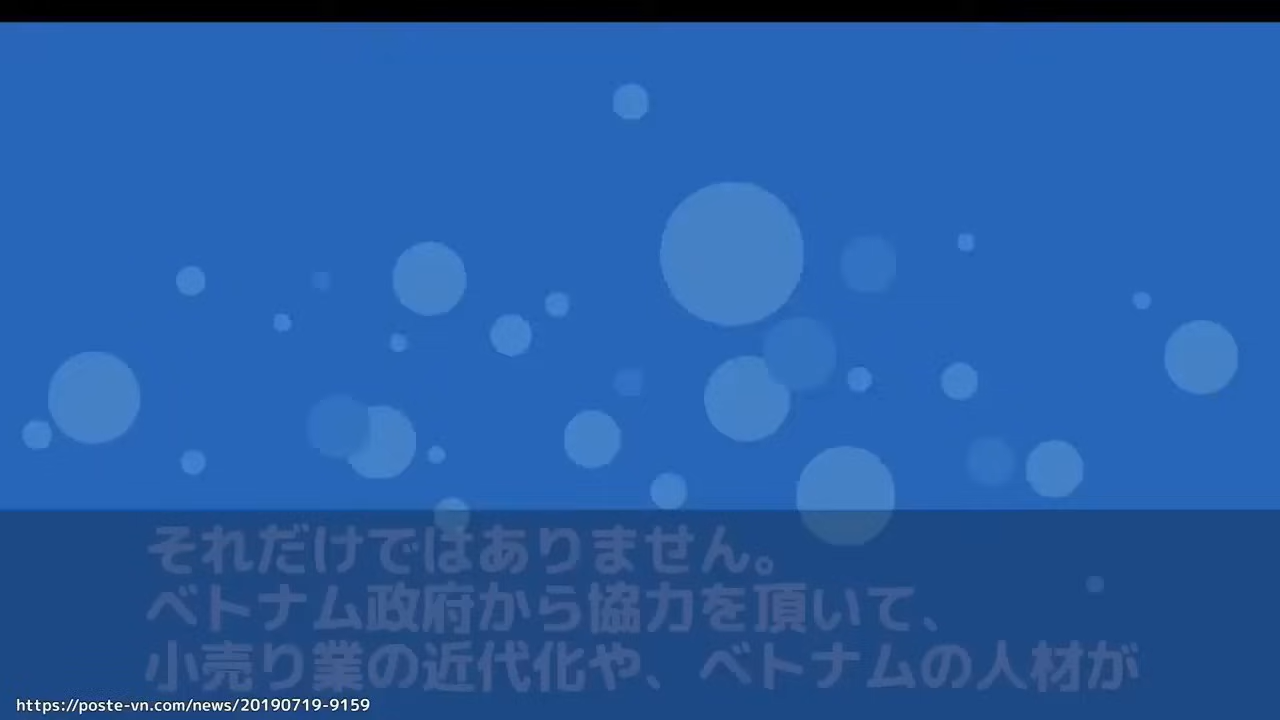 それだけではありません。
ベトナム政府から協力を頂いて、
小売り業の近代化や、ベトナムの人材が
https://poste-vn.com/news/20190719-9159